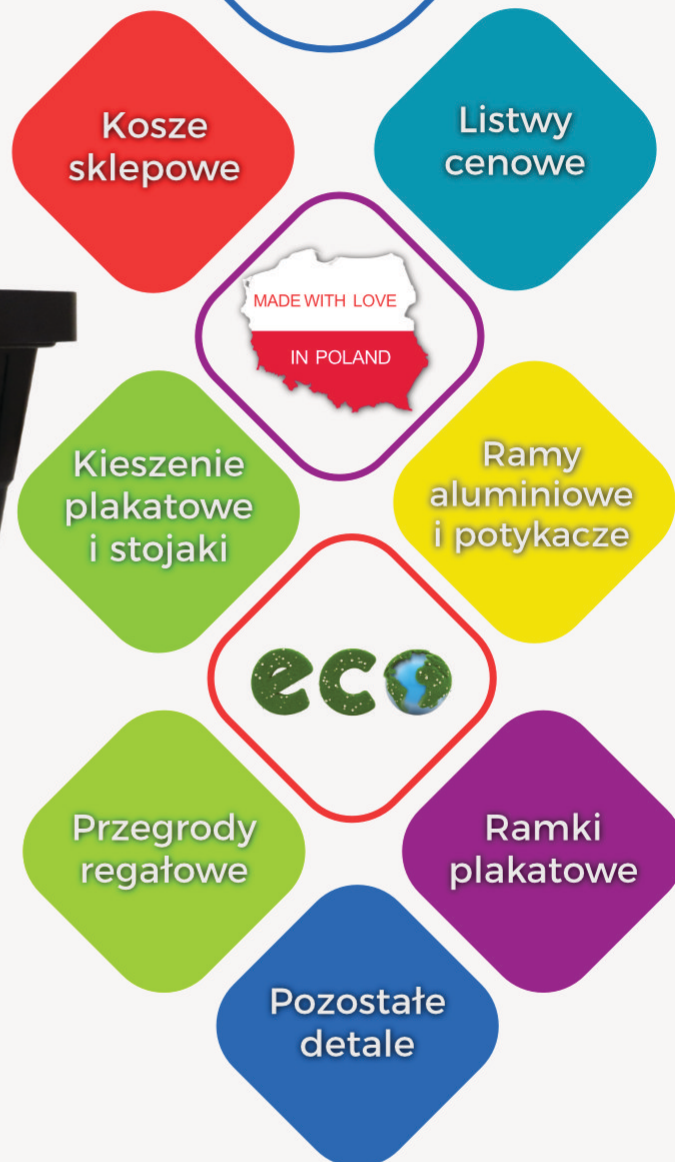 Kosze
sklepowe
Listwy
cenowe
MADE WITH LOVE
IN POLAND
Kieszenie
plakatowe
i stojaki
Ramy
aluminiowe
i potykacze
eco
Przegrody
regałowe
Ramki
plakatowe
Pozostałe
detale